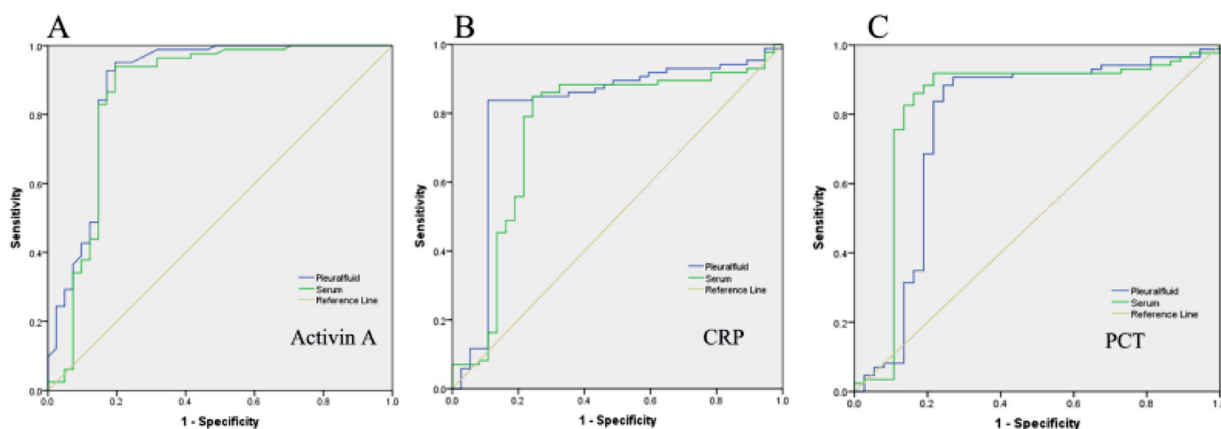 A
B
C
1.0
0.8
0.6
0.4
0.2
0.0
Sensitivity
0.0 0.2 0.4 0.6 0.8 1.0
1 - Specificity
Pleuralfluid
Serum
Reference Line
Activin A
1.0
0.8
0.6
0.4
0.2
0.0
Sensitivity
0.0 0.2 0.4 0.6 0.8 1.0
1 - Specificity
Pleuralfluid
Serum
Reference Line
CRP
1.0
0.8
0.6
0.4
0.2
0.0
Sensitivity
0.0 0.2 0.4 0.6 0.8 1.0
1 - Specificity
Pleuralfluid
Serum
Reference Line
PCT